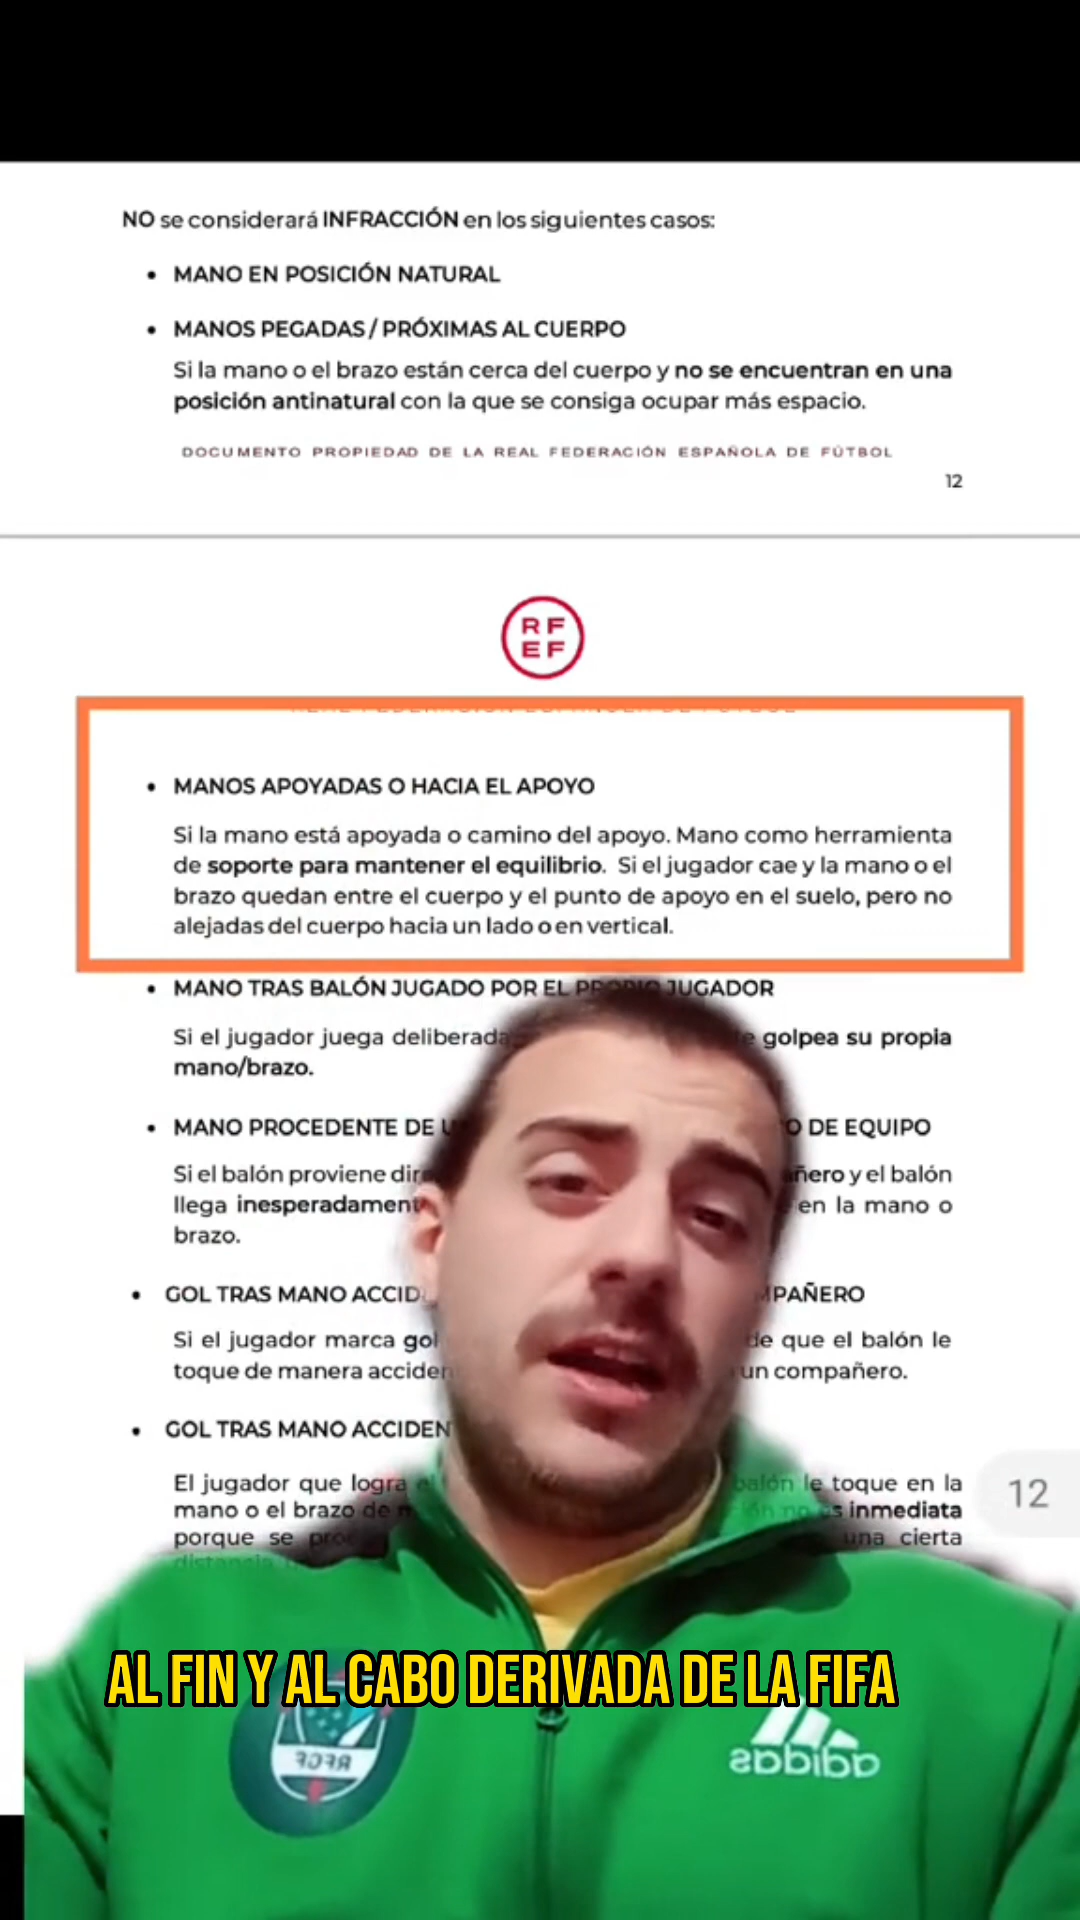 NO se considerará INFRACCIÓN en los siguientes casos:
• MANO EN POSICIÓN NATURAL
• MANOS PEGADAS / PRÓXIMAS AL CUERPO
Si la mano o el brazo están cerca del cuerpo y no se encuentran en una
posición antinatural con la que se consiga ocupar más espacio.
DOCUMENTO PROPIEDAD DE LA REAL FEDERACIÓN ESPAÑOLA DE FÚTBOL
12
RF
EF
• MANOS APOYADAS O HACIA EL APOYO
Si la mano está apoyada o camino del apoyo. Mano como herramienta
de soporte para mantener el equilibrio. Si el jugador cae y la mano o el
brazo quedan entre el cuerpo y el punto de apoyo en el suelo, pero no
alejadas del cuerpo hacia un lado o en vertical.
• MANO TRAS BALÓN JUGADO POR EL PROPIO JUGADOR
Si el jugador juega golpea su propia
mano/brazo.
• MANO PROCEDENTE DE DE EQUIPO
Si el balón proviene y el balón
llega en la mano o
brazo.
• GOL TRAS MANO
Si el jugador marca gol de que el balón le
toque de manera un compañero.
• GOL TRAS MANO
El jugador que logra balón le toque en la
mano o el brazo de inmediata
porque se una cierta
distancia
12
AL FIN Y AL CABO DERIVADA DE LA FIFA
RFCF
adidas